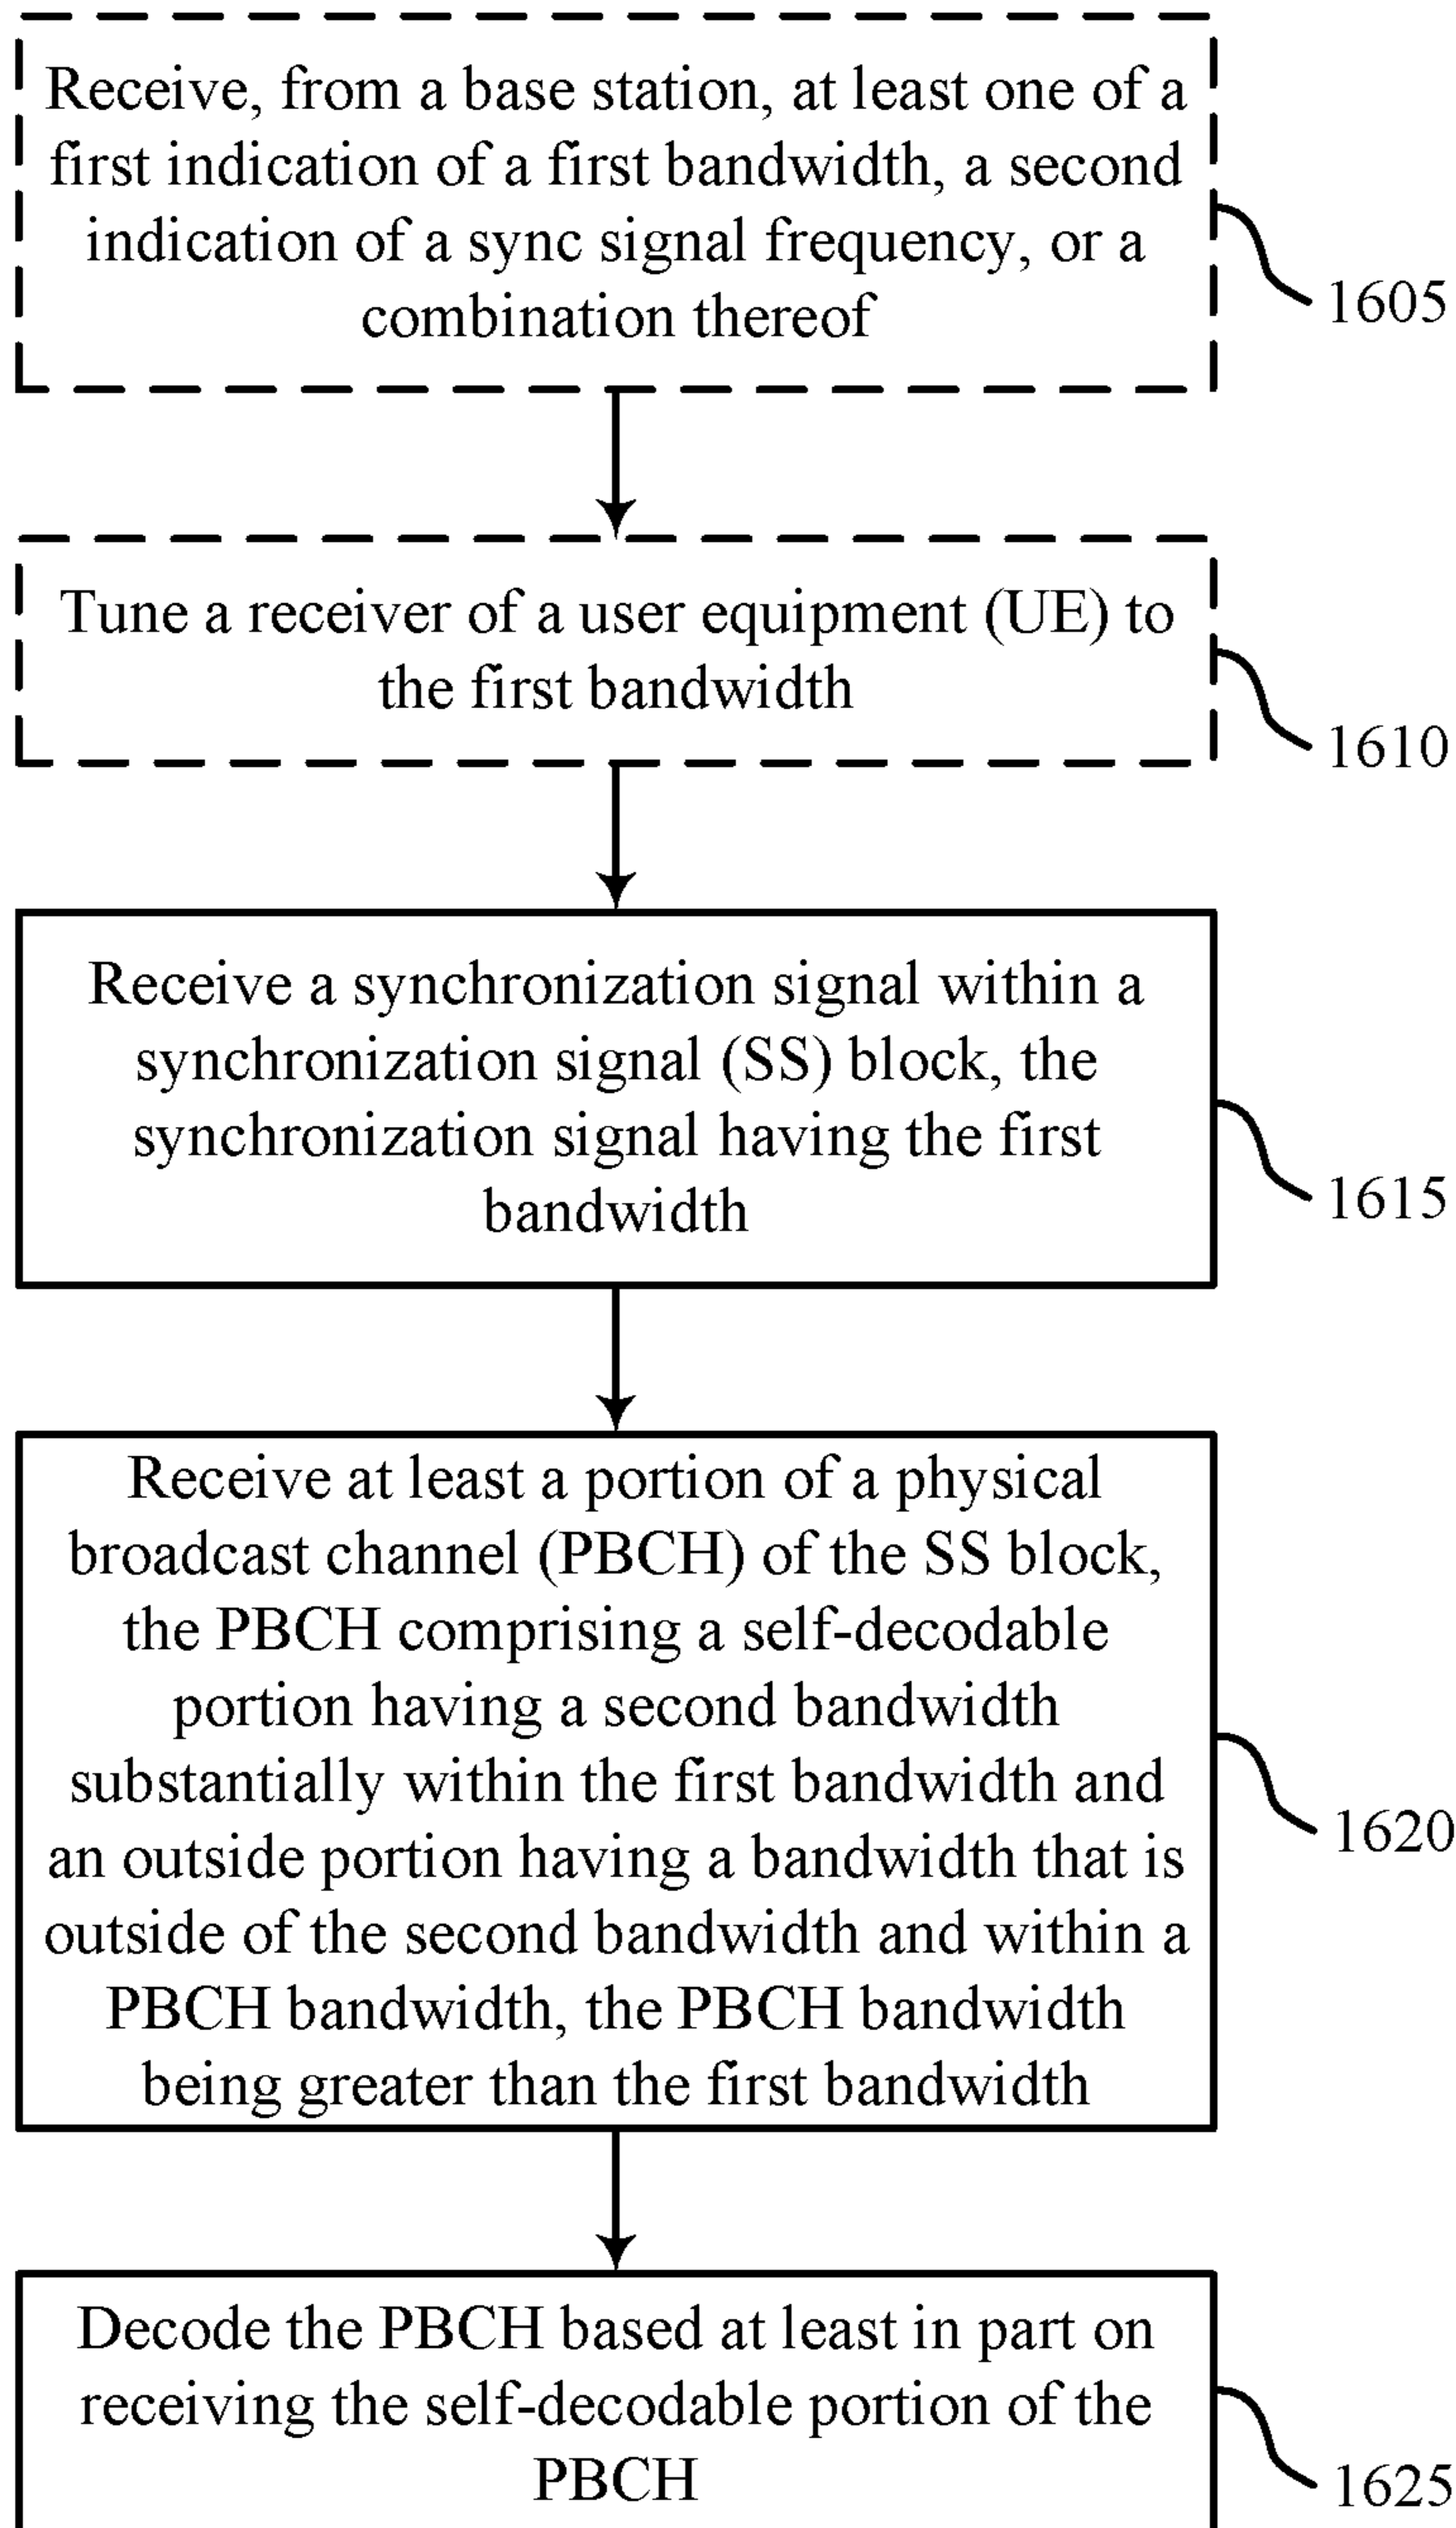 Receive, from a base station, at least one of a
first indication of a first bandwidth, a second
indication of a sync signal frequency, or a
combination thereof
1605
Tune a receiver of a user equipment (UE) to
the first bandwidth
1610
Receive a synchronization signal within a
synchronization signal (SS) block, the
synchronization signal having the first
bandwidth
1615
Receive at least a portion of a physical
broadcast channel (PBCH) of the SS block,
the PBCH comprising a self-decodable
portion having a second bandwidth
substantially within the first bandwidth and
an outside portion having a bandwidth that is
outside of the second bandwidth and within a
PBCH bandwidth, the PBCH bandwidth
being greater than the first bandwidth
1620
Decode the PBCH based at least in part on
receiving the self-decodable portion of the
PBCH
1625